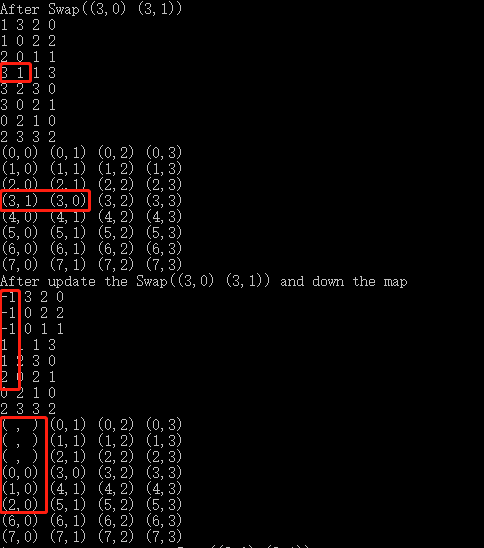 After Swap((3,0) (3,1))
1 3 2 0
1 0 2 2
2 0 1 1
3 1 1 3
3 2 3 0
3 0 2 1
0 2 1 0
2 3 3 2
(0,0) (0,1) (0,2) (0,3)
(1,0) (1,1) (1,2) (1,3)
(2,0) (2,1) (2,2) (2,3)
(3,1) (3,0) (3,2) (3,3)
(4,0) (4,1) (4,2) (4,3)
(5,0) (5,1) (5,2) (5,3)
(6,0) (6,1) (6,2) (6,3)
(7,0) (7,1) (7,2) (7,3)
After update the Swap((3,0) (3,1)) and down the map
-1 3 2 0
-1 0 2 2
-1 0 1 1
1 1 1 3
1 2 3 0
2 0 2 1
0 2 1 0
2 3 3 2
( , ) (0,1) (0,2) (0,3)
( , ) (1,1) (1,2) (1,3)
( , ) (2,1) (2,2) (2,3)
(0,0) (3,0) (3,2) (3,3)
(1,0) (4,1) (4,2) (4,3)
(2,0) (5,1) (5,2) (5,3)
(6,0) (6,1) (6,2) (6,3)
(7,0) (7,1) (7,2) (7,3)